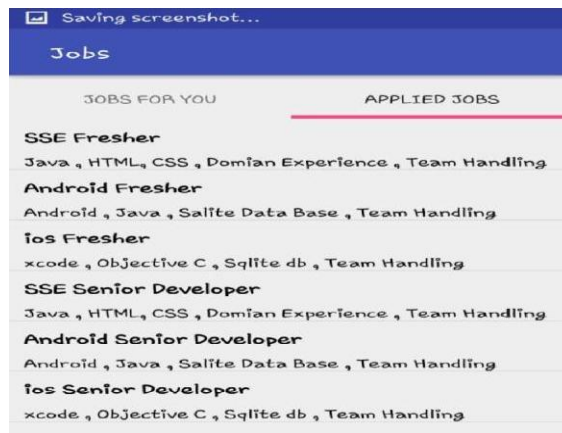 Saving screenshot...
Jobs
JOBS FOR YOU APPLIED JOBS
SSE Fresher
Java , HTML, CSS , Domian Experience , Team Handling
Android Fresher
Android , Java , Salite Data Base , Team Handling
ios Fresher
xcode , Objective C , Sqlite db , Team Handling
SSE Senior Developer
Java , HTML, CSS , Domian Experience , Team Handling
Android Senior Developer
Android , Java , Salite Data Base , Team Handling
ios Senior Developer
xcode , Objective C , Sqlite db , Team Handling